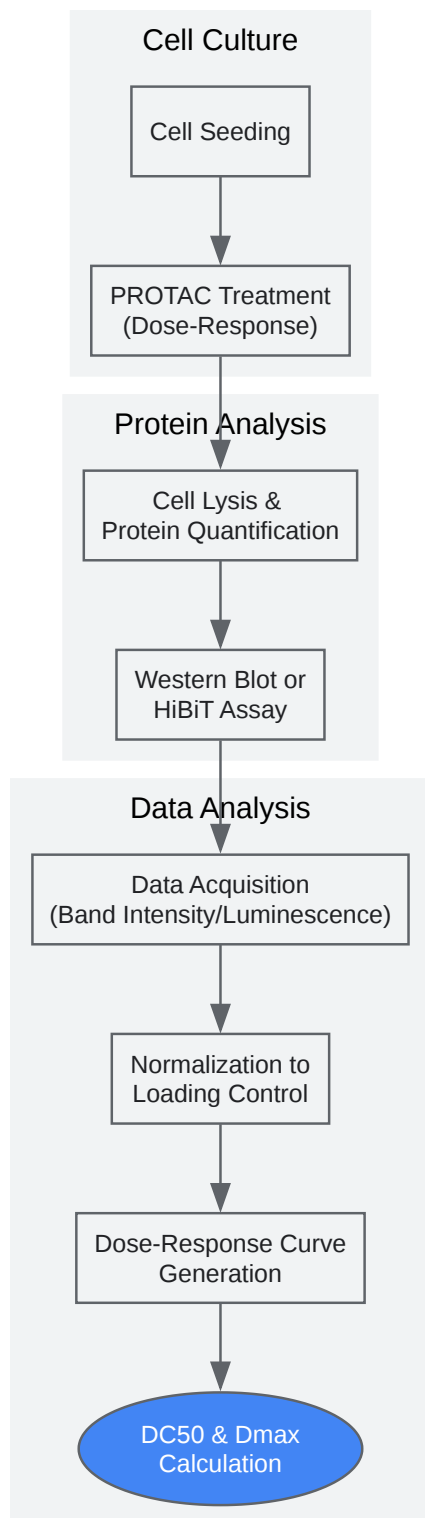 Cell Culture
Cell Seeding
PROTAC Treatment
(Dose-Response)
Protein Analysis
Cell Lysis &
Protein Quantification
Western Blot or
HiBiT Assay
Data Analysis
Data Acquisition
(Band Intensity/Luminescence)
Normalization to
Loading Control
Dose-Response Curve
Generation
DC50 & Dmax
Calculation